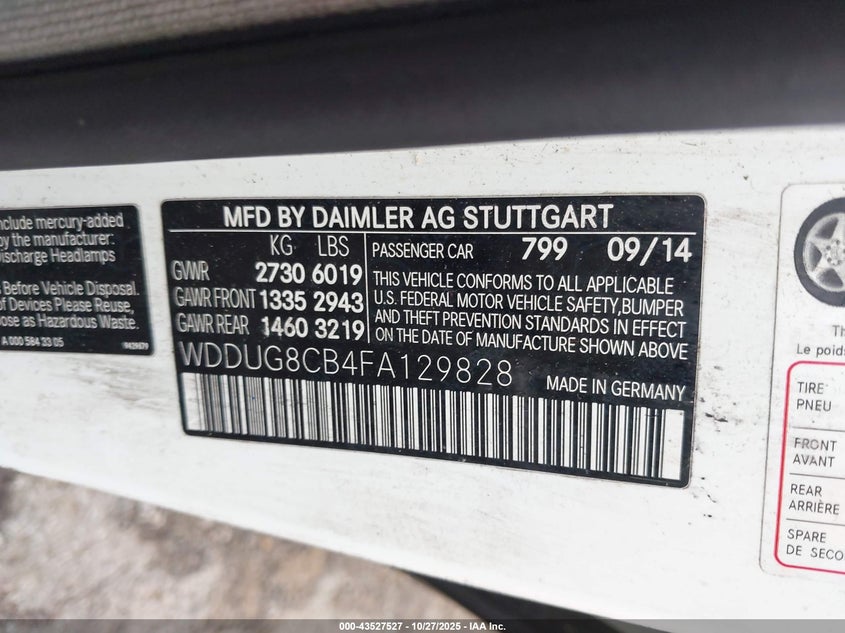 nclude mercury-added
by the manufacturer:
Discharge Headlamps
s Before Vehicle Disposal.
of Devices Please Reuse,
pose as Hazardous Waste.
A 000 584 33 05
MFD BY DAIMLER AG STUTTGART
KG LBS
GVWR 2730 6019
GAWR FRONT 1335 2943
GAWR REAR 1460 3219
PASSENGER CAR 799 09/14
THIS VEHICLE CONFORMS TO ALL APPLICABLE
U.S. FEDERAL MOTOR VEHICLE SAFETY,BUMPER
AND THEFT PREVENTION STANDARDS IN EFFECT
ON THE DATE OF MANUFACTURE SHOWN ABOVE
WDDUG8CB4FA129828
MADE IN GERMANY
Th
Le poids
TIRE
PNEU
FRONT
AVANT
REAR
ARRIÈRE
SPARE
DE SECO
000-43527527 - 10/27/2025 - IAA Inc.